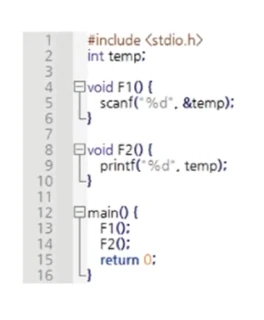 1 #include <stdio.h>
2 int temp;
3
4 void F1() {
5 scanf("%d", &temp);
6 }
7
8 void F2() {
9 printf("%d", temp);
10 }
11
12 main() {
13 F1();
14 F2();
15 return 0;
16 }